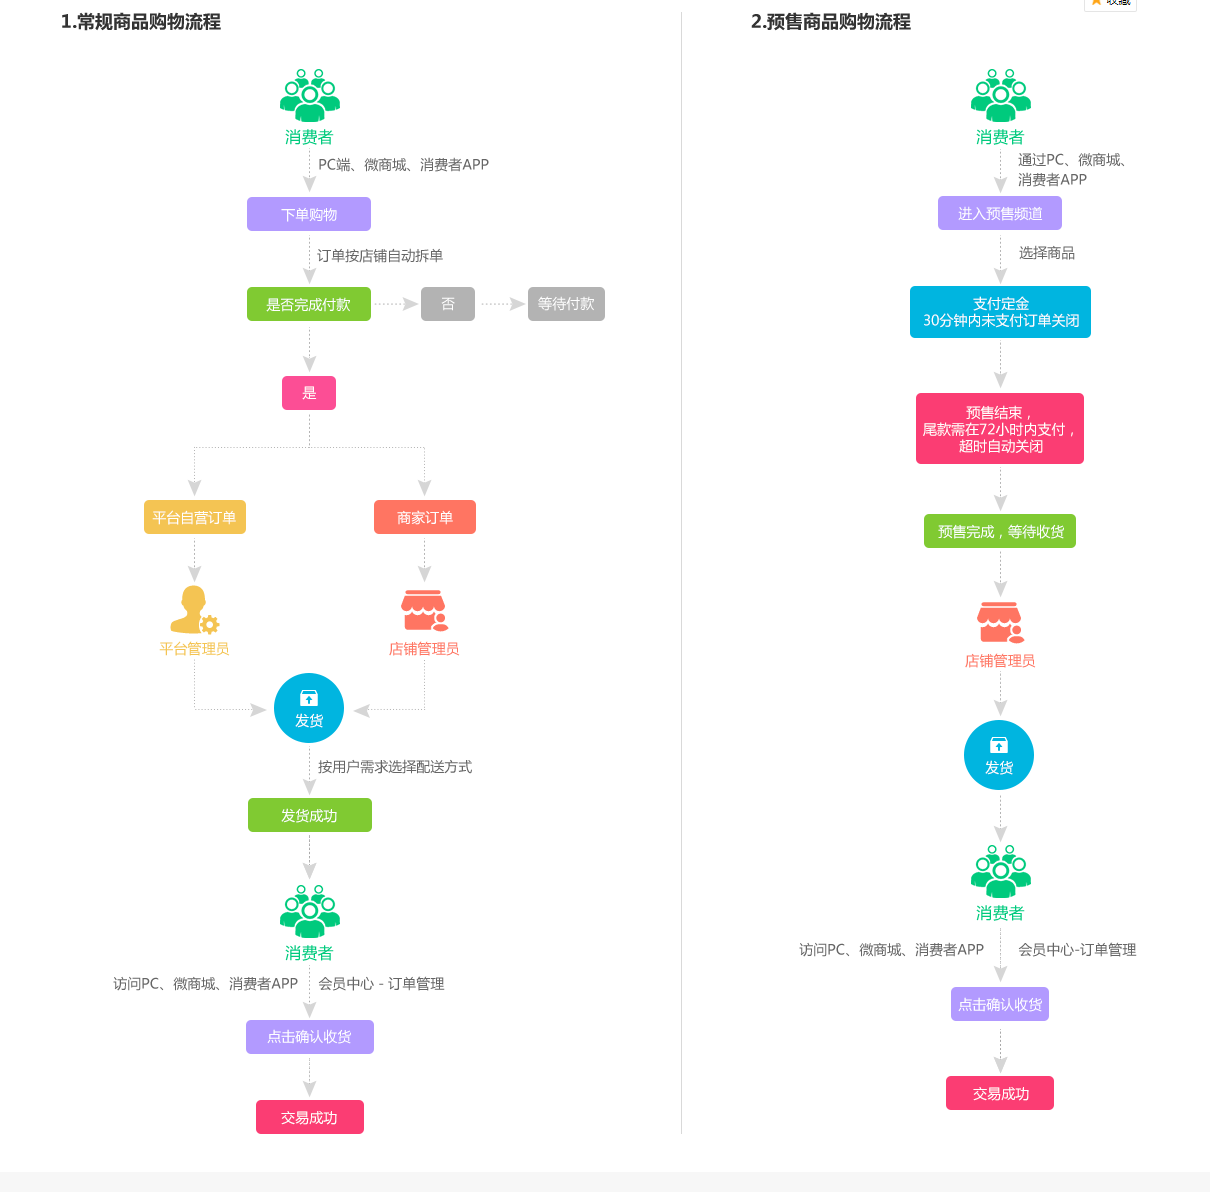 收藏
1.常规商品购物流程
消费者
PC端、微商城、消费者APP
下单购物
订单按店铺自动拆单
是否完成付款
否
等待付款
是
平台自营订单
商家订单
平台管理员
店铺管理员
发货
按用户需求选择配送方式
发货成功
消费者
访问PC、微商城、消费者APP
会员中心 - 订单管理
点击确认收货
交易成功
2.预售商品购物流程
消费者
通过PC、微商城、
消费者APP
进入预售频道
选择商品
支付定金
30分钟内未支付订单关闭
预售结束，
尾款需在72小时内支付，
超时自动关闭
预售完成，等待收货
店铺管理员
发货
消费者
访问PC、微商城、消费者APP
会员中心-订单管理
点击确认收货
交易成功